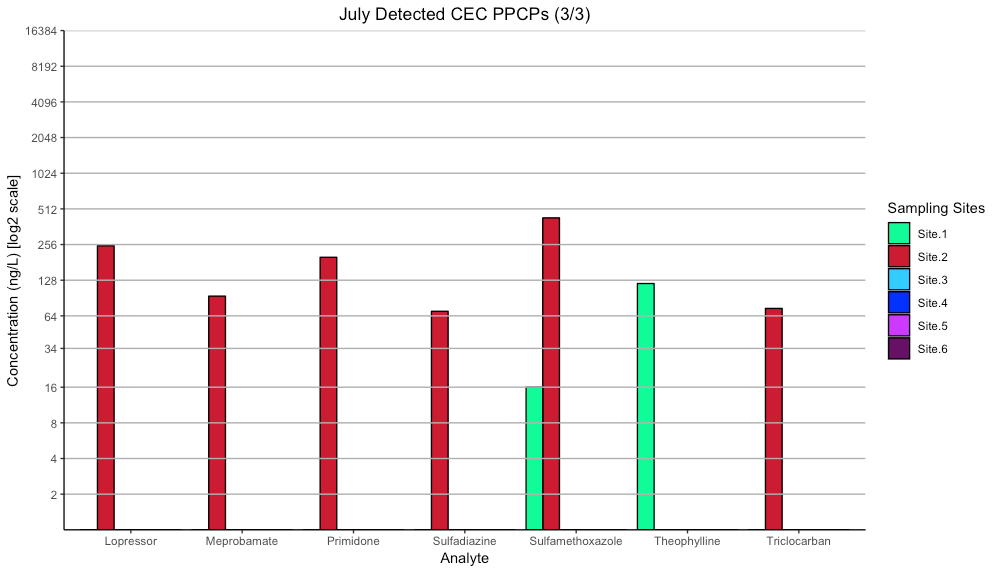 July Detected CEC PPCPs (3/3)
16384
8192
4096
2048
1024
512
256
128
64
34
16
8
4
2
Concentration (ng/L) [log2 scale]
Lopressor Meprobamate Primidone Sulfadiazine Sulfamethoxazole Theophylline Triclocarban
Analyte
Sampling Sites
Site.1
Site.2
Site.3
Site.4
Site.5
Site.6